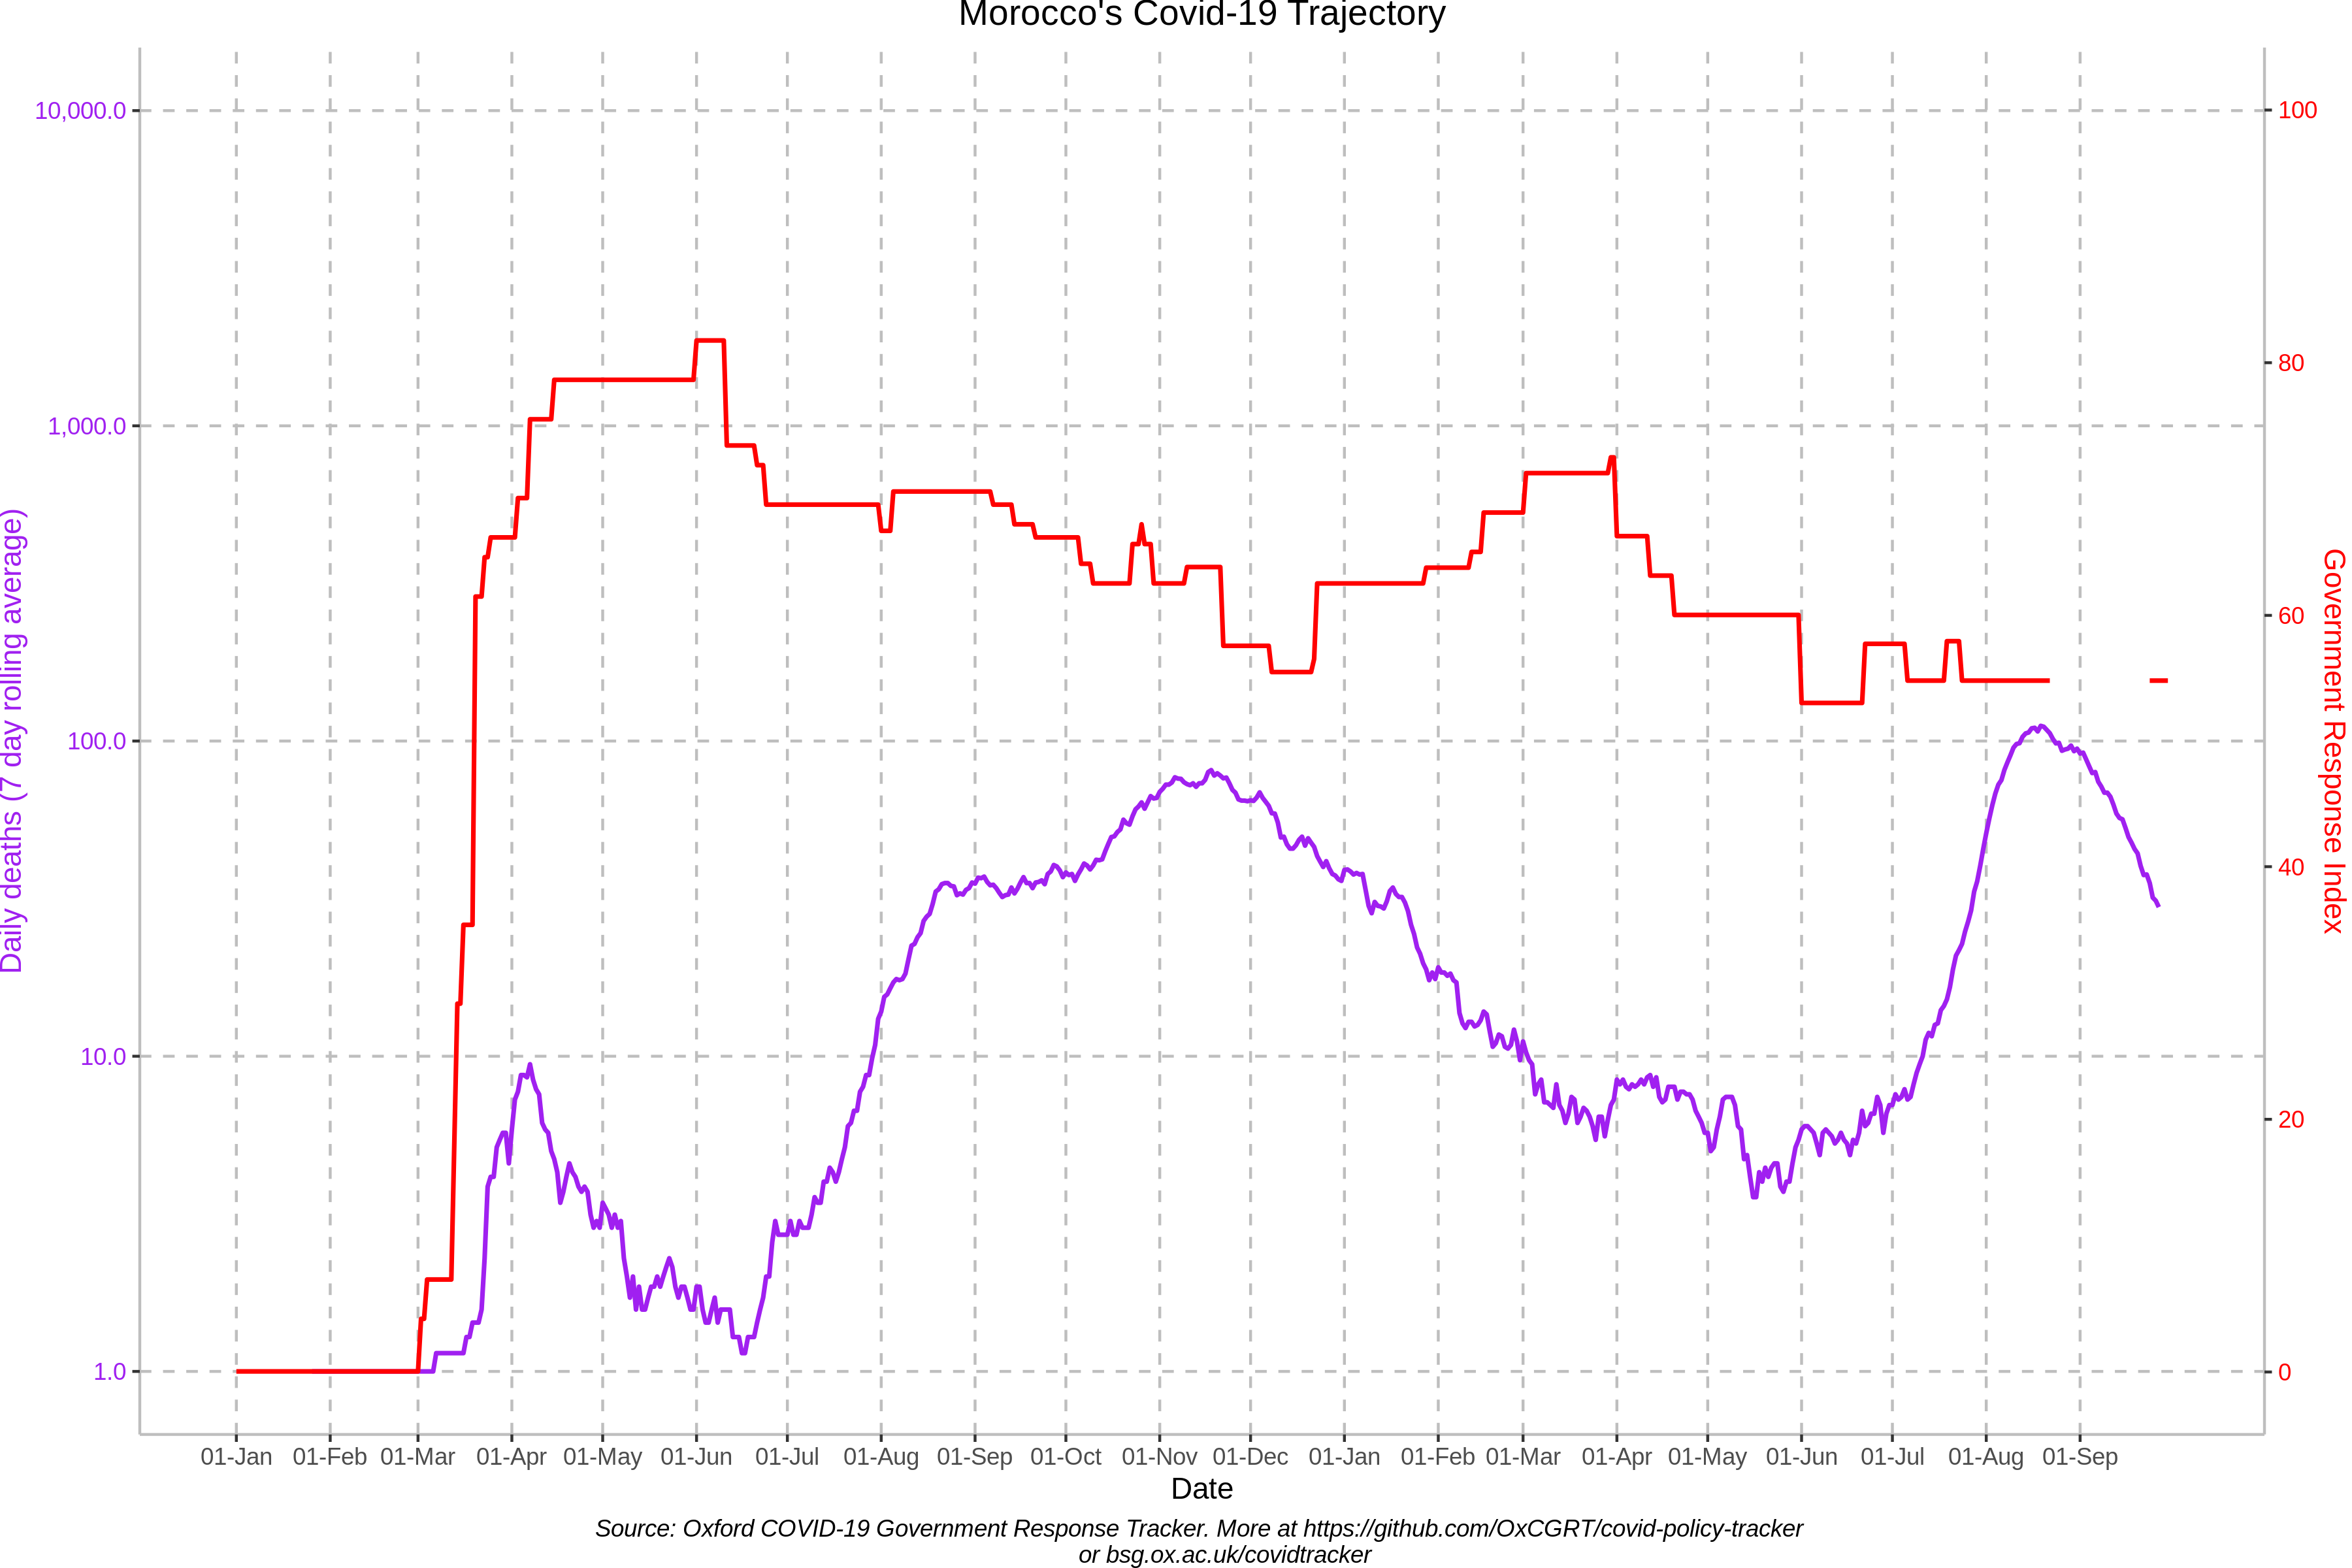 Morocco's Covid-19 Trajectory
10,000.0
1,000.0
100.0
10.0
1.0
Daily deaths (7 day rolling average)
100
80
60
40
20
0
Government Response Index
01-Jan 01-Feb 01-Mar 01-Apr 01-May 01-Jun 01-Jul 01-Aug 01-Sep 01-Oct 01-Nov 01-Dec 01-Jan 01-Feb 01-Mar 01-Apr 01-May 01-Jun 01-Jul 01-Aug 01-Sep
Date
Source: Oxford COVID-19 Government Response Tracker. More at https://github.com/OxCGRT/covid-policy-tracker
or bsg.ox.ac.uk/covidtracker